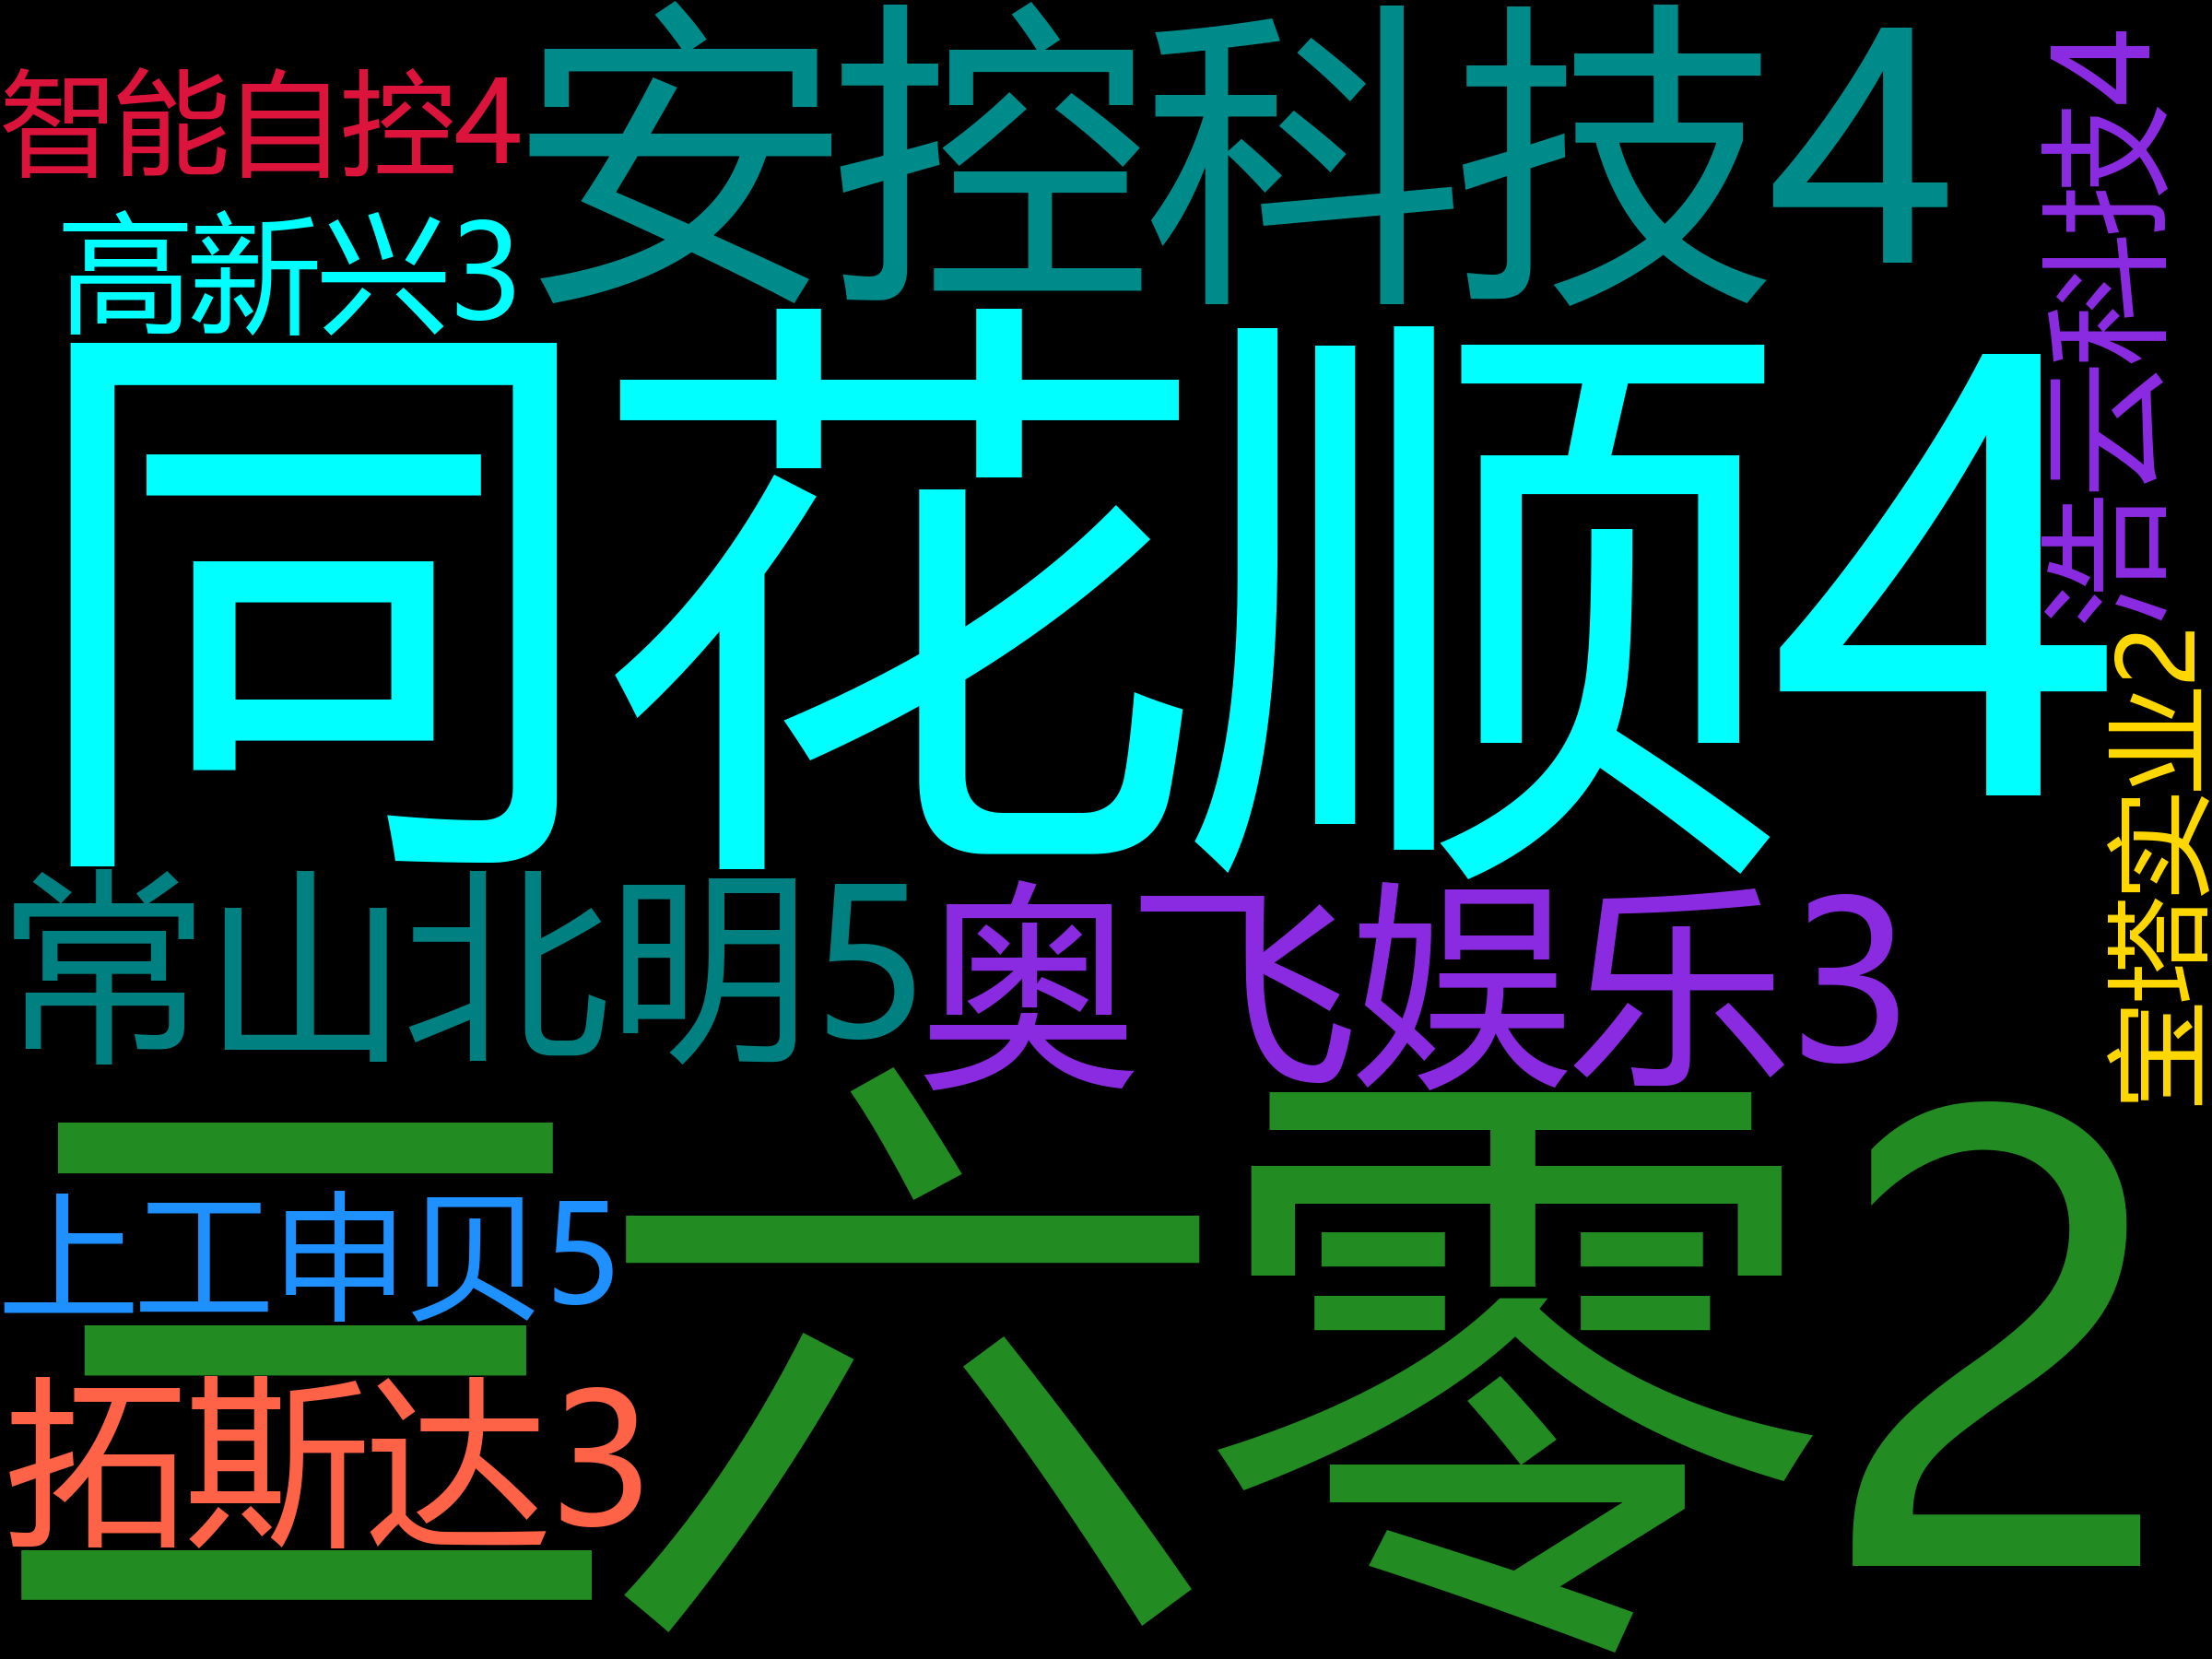 安控科技4
智能自控4
高新兴3
同花顺4
浩云科技4
宝鼎实业2
常山北明5
奥飞娱乐3
三六零2
上工申贝5
拓斯达3